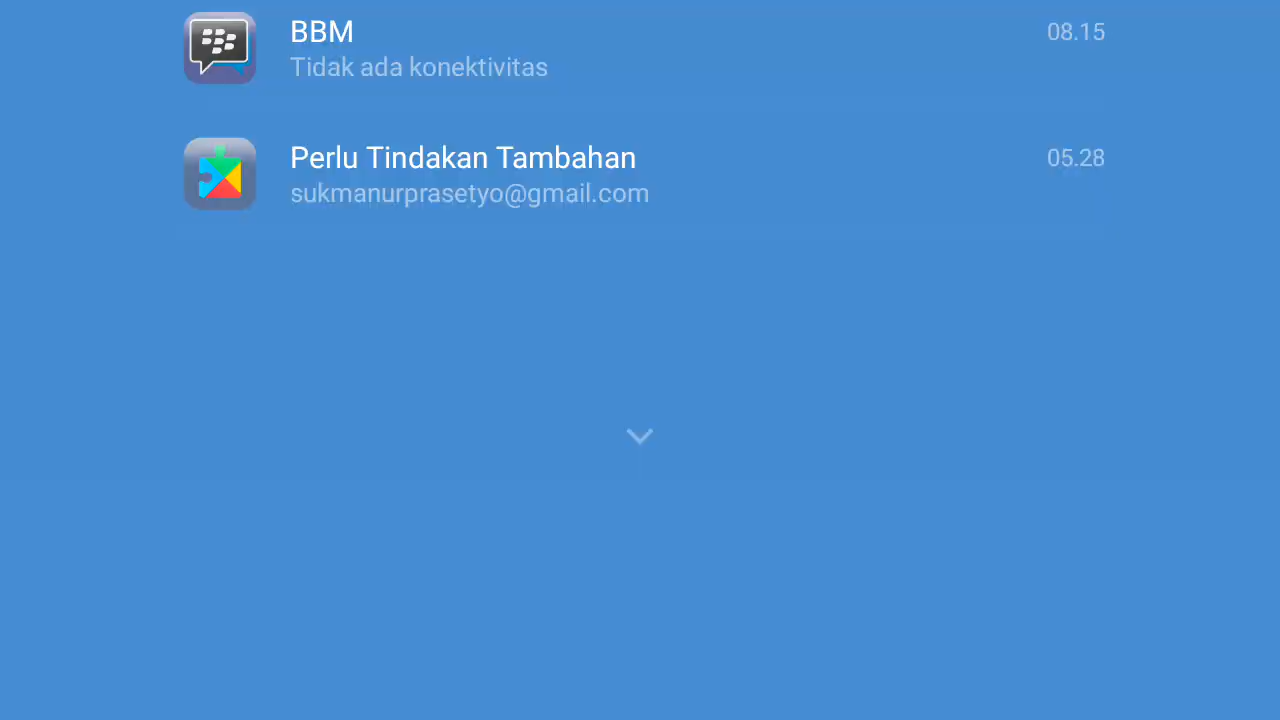 BBM
08.15
Tidak ada konektivitas
Perlu Tindakan Tambahan
05.28
sukmanurprasetyo@gmail.com